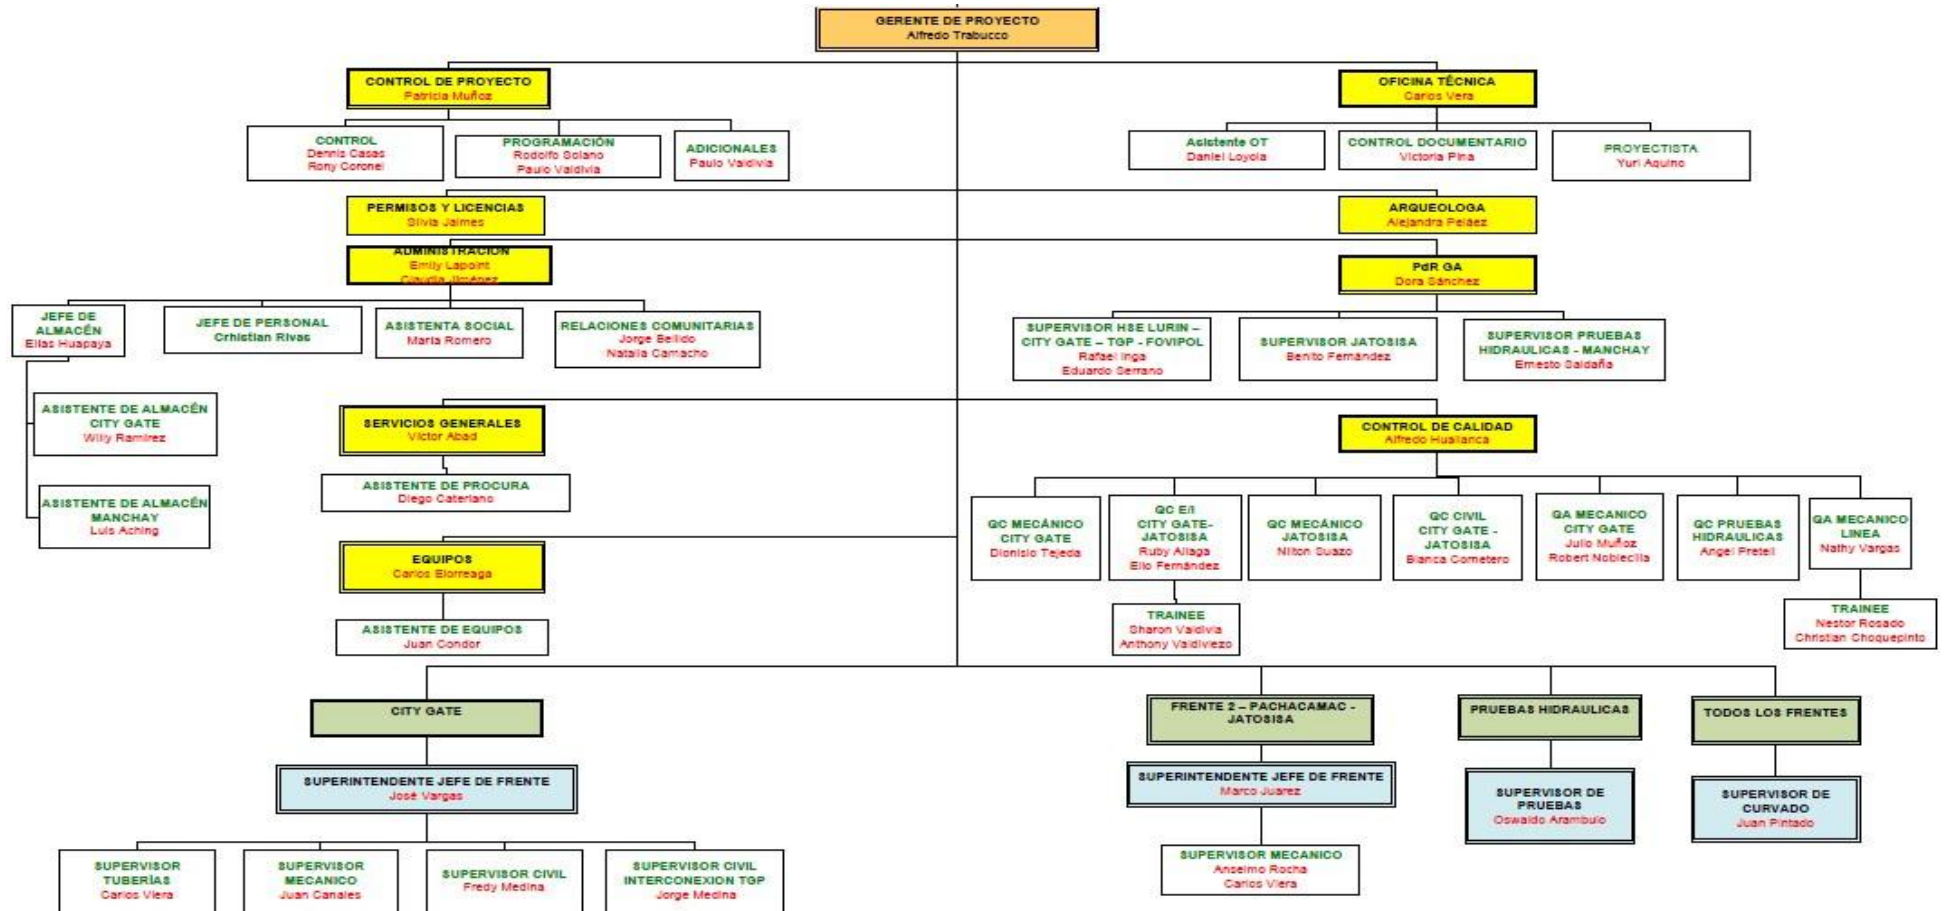 GERENTE DE PROYECTO
Alfredo Trabucco
CONTROL DE PROYECTO
Patricia Muñoz
OFICINA TÉCNICA
Carlos Vera
CONTROL
Dennis Casas
Rony Coronel
PROGRAMACIÓN
Rodolfo Solano
Paulo Valdivia
ADICIONALES
Paulo Valdivia
Asistente OT
Daniel Loyola
CONTROL DOCUMENTARIO
Victoria Pina
PROYECTISTA
Yuri Aquino
PERMISOS Y LICENCIAS
Silvia Jaimes
ARQUEOLOGA
Alejandra Peláez
ADMINISTRACIÓN
Emily Lapoint
Claudia Jiménez
PdR GA
Dora Sánchez
JEFE DE
ALMACÉN
Elias Huapaya
JEFE DE PERSONAL
Crhistian Rivas
ASISTENTA SOCIAL
María Romero
RELACIONES COMUNITARIAS
Jorge Bellido
Natalia Camacho
SUPERVISOR HSE LURIN –
CITY GATE – TGP - FOVIPOL
Rafael Inga
Eduardo Serrano
SUPERVISOR JATOSISA
Benito Fernández
SUPERVISOR PRUEBAS
HIDRAULICAS - MANCHAY
Ernesto Saldaña
ASISTENTE DE ALMACÉN
CITY GATE
Willy Ramírez
ASISTENTE DE ALMACÉN
MANCHAY
Luis Aching
SERVICIOS GENERALES
Víctor Abad
ASISTENTE DE PROCURA
Diego Cateriano
CONTROL DE CALIDAD
Alfredo Huallanca
QC MECÁNICO
CITY GATE
Dionisio Tejeda
QC E/I
CITY GATE-
JATOSISA
Ruby Aliaga
Elio Fernández
QC MECÁNICO
JATOSISA
Nilton Suazo
QC CIVIL
CITY GATE -
JATOSISA
Bianca Cometero
QA MECANICO
CITY GATE
Julio Muñoz
Robert Noblecilla
QC PRUEBAS
HIDRAULICAS
Angel Pretell
QA MECANICO
LINEA
Nathy Vargas
TRAINEE
Sharon Valdivia
Anthony Valdiviezo
TRAINEE
Nestor Rosado
Christian Choquepinto
EQUIPOS
Carlos Elorreaga
ASISTENTE DE EQUIPOS
Juan Condor
CITY GATE
FRENTE 2 – PACHACAMAC -
JATOSISA
PRUEBAS HIDRAULICAS
TODOS LOS FRENTES
SUPERINTENDENTE JEFE DE FRENTE
José Vargas
SUPERINTENDENTE JEFE DE FRENTE
Marco Juarez
SUPERVISOR DE
PRUEBAS
Oswaldo Arambulo
SUPERVISOR DE
CURVADO
Juan Pintado
SUPERVISOR
TUBERÍAS
Carlos Viera
SUPERVISOR
MECANICO
Juan Canales
SUPERVISOR CIVIL
Fredy Medina
SUPERVISOR CIVIL
INTERCONEXION TGP
Jorge Medina
SUPERVISOR MECANICO
Anselmo Rocha
Carlos Viera